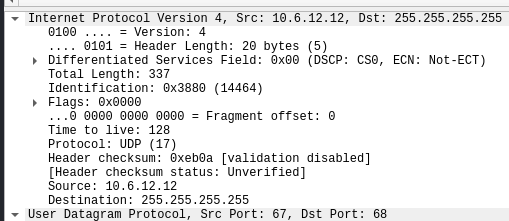 Internet Protocol Version 4, Src: 10.6.12.12, Dst: 255.255.255.255
0100 .... = Version: 4
.... 0101 = Header Length: 20 bytes (5)
Differentiated Services Field: 0x00 (DSCP: CS0, ECN: Not-ECT)
Total Length: 337
Identification: 0x3880 (14464)
Flags: 0x0000
...0 0000 0000 0000 = Fragment offset: 0
Time to live: 128
Protocol: UDP (17)
Header checksum: 0xeb0a [validation disabled]
[Header checksum status: Unverified]
Source: 10.6.12.12
Destination: 255.255.255.255
User Datagram Protocol, Src Port: 67, Dst Port: 68